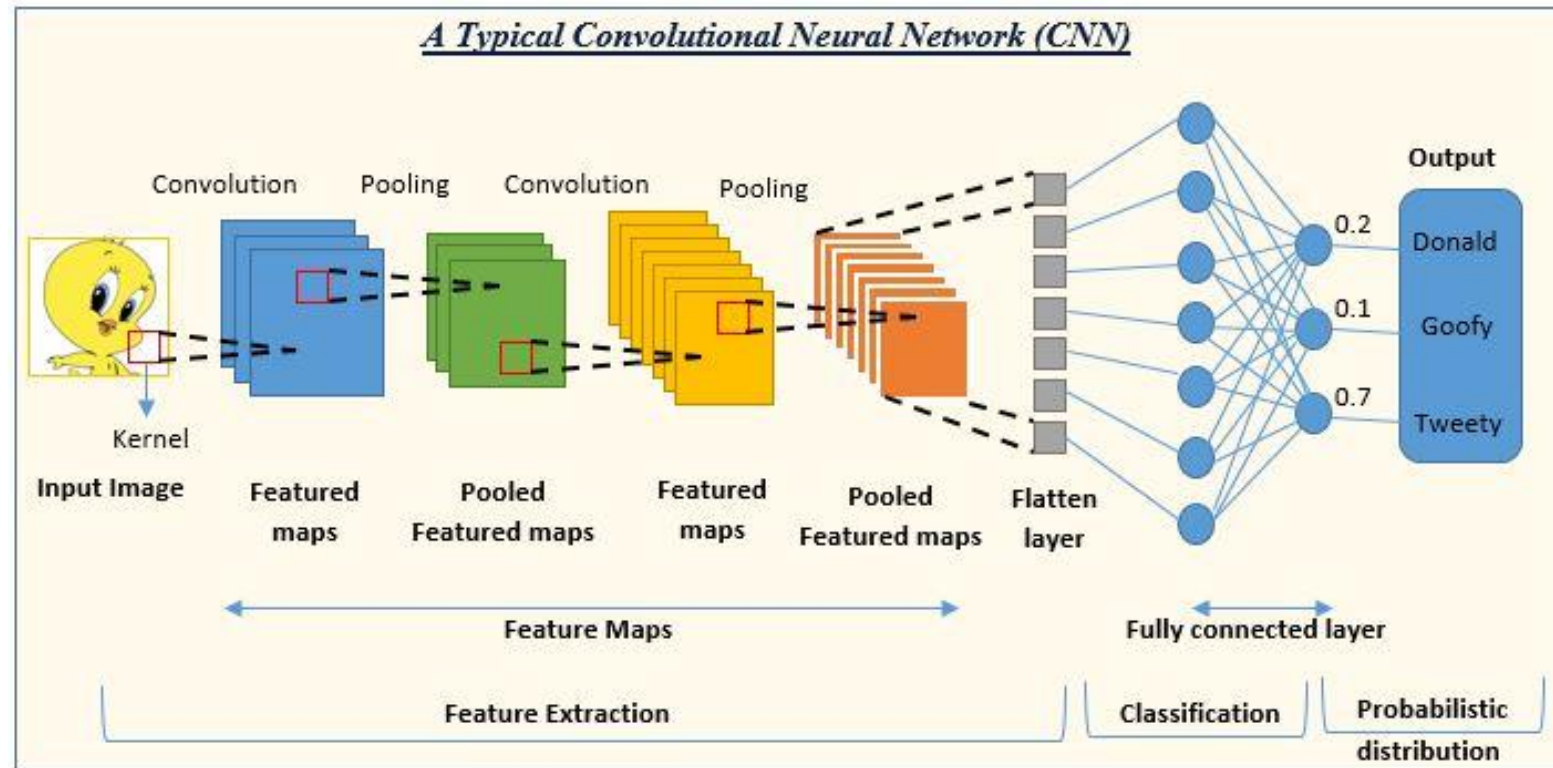 A Typical Convolutional Neural Network (CNN)
Convolution
Pooling
Convolution
Pooling
Output
0.2
Donald
0.1
Goofy
0.7
Tweety
Kernel
Input Image
Featured
maps
Pooled
Featured maps
Featured
maps
Pooled
Featured maps
Flatten
layer
Feature Maps
Fully connected layer
Feature Extraction
Classification
Probabilistic
distribution